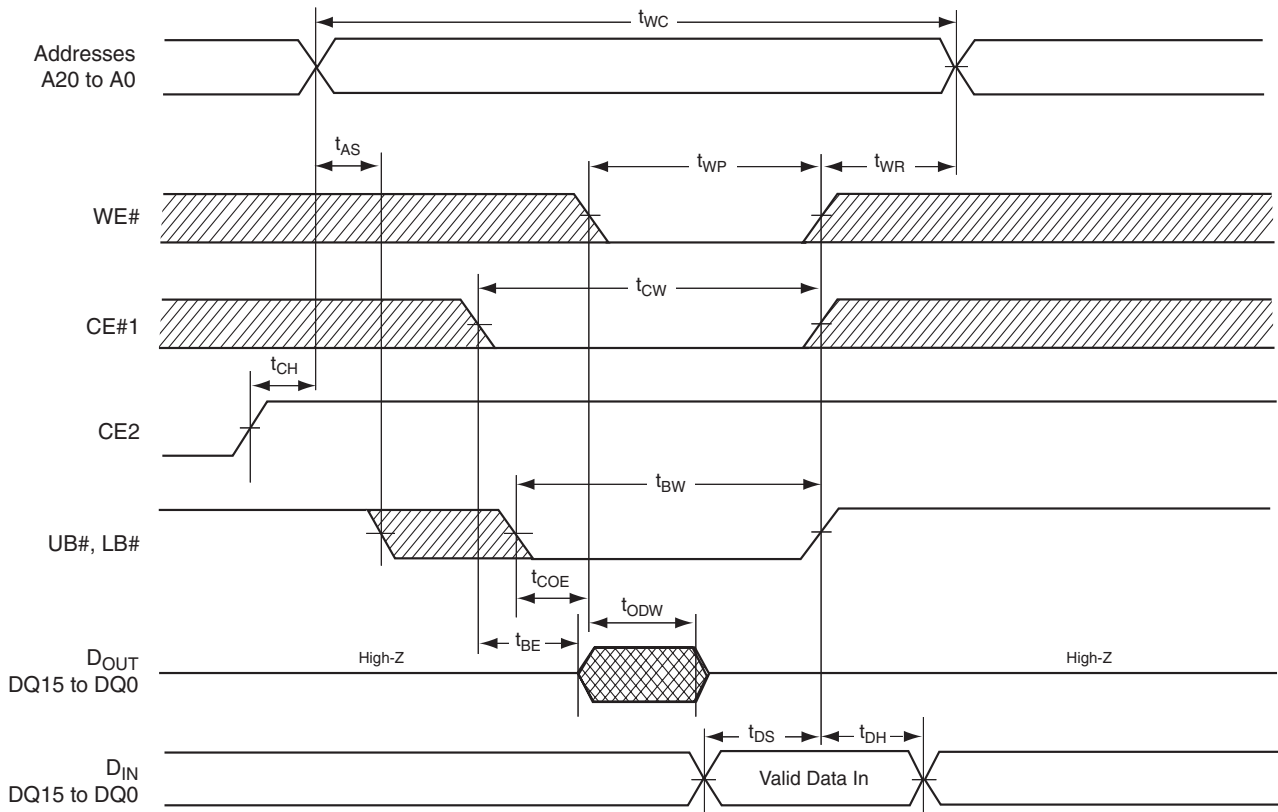 tWC
Addresses
A20 to A0
tAS
tWP
tWR
WE#
tCW
CE#1
tCH
CE2
tBW
UB#, LB#
tCOE
tODW
tBE
DOUT
DQ15 to DQ0
High-Z
High-Z
tDS
tDH
DIN
DQ15 to DQ0
Valid Data In